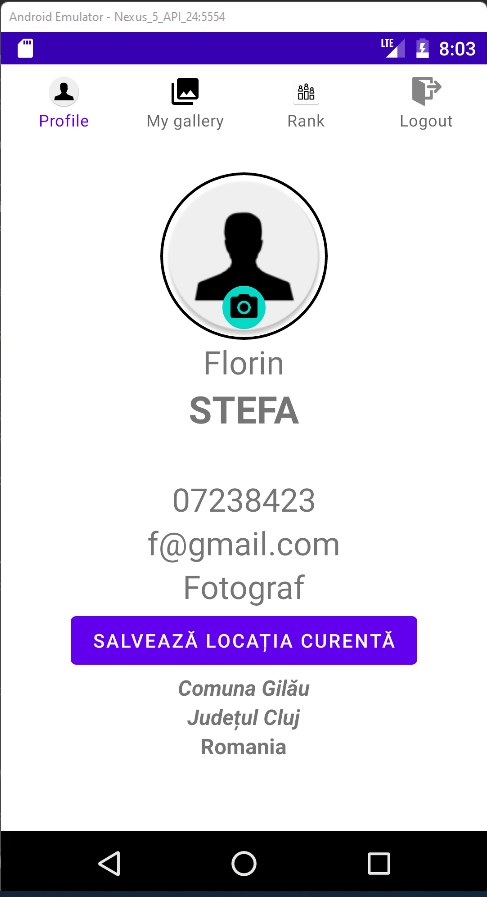 Android Emulator - Nexus_5_API_24:5554
LTE 8:03
Profile My gallery Rank Logout
Florin
STEFA
07238423
f@gmail.com
Fotograf
SALVEAZĂ LOCAȚIA CURENTĂ
Comuna Gilău
Județul Cluj
Romania